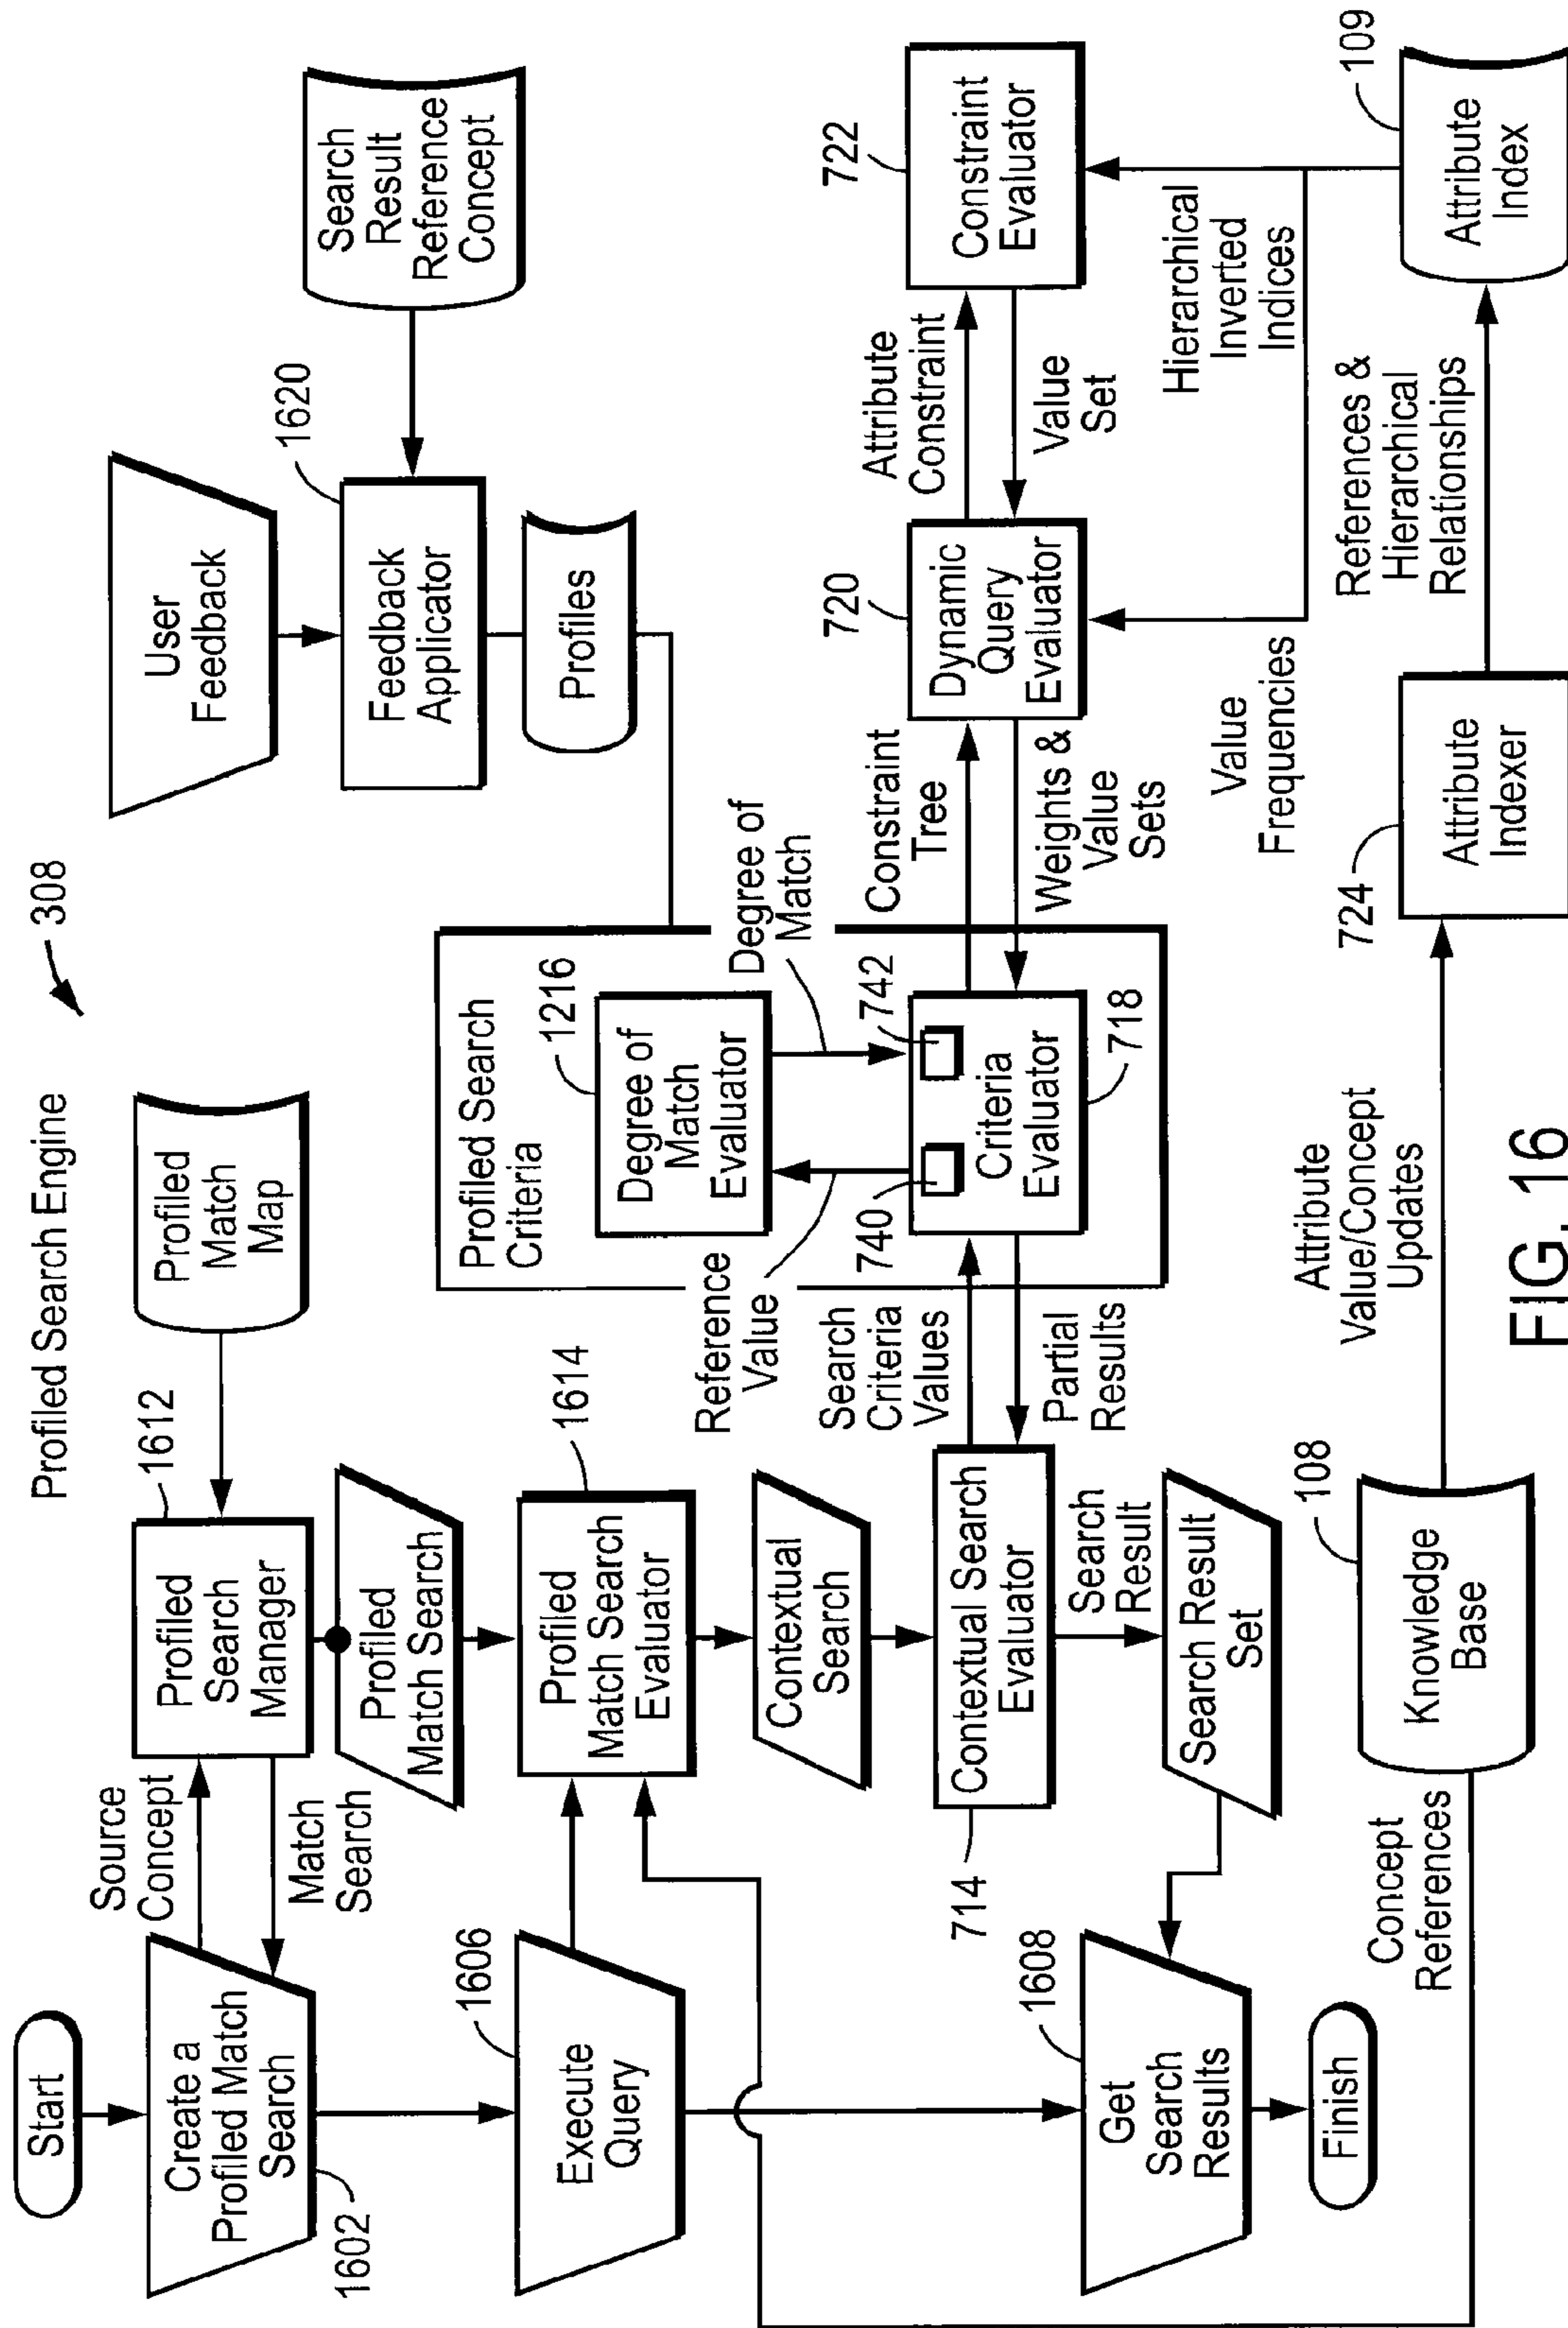 Profiled Search Engine
308
Start
Create a
Profiled Match
Search
1602
Source
Concept
Match
Search
Profiled
Search
Manager
1612
Profiled
Match
Map
Profiled
Match Search
Execute
Query
1606
Profiled
Match Search
Evaluator
1614
Contextual
Search
Contextual Search
Evaluator
714
Search
Result
Search Result
Set
Get
Search
Results
1608
Finish
Concept
References
Knowledge
Base
108
User
Feedback
Feedback
Applicator
1620
Search
Result
Reference
Concept
Profiles
Profiled Search
Criteria
Degree of
Match
Evaluator
1216
Reference
Value
Degree of
Match
740
742
Criteria
Evaluator
718
Search
Criteria
Values
Partial
Results
Constraint
Tree
Weights &
Value
Sets
Dynamic
Query
Evaluator
720
Attribute
Constraint
Value
Set
Constraint
Evaluator
722
Hierarchical
Inverted
Indices
Value
Frequencies
Attribute
Value/Concept
Updates
Attribute
Indexer
724
References &
Hierarchical
Relationships
Attribute
Index
109
FIG. 16